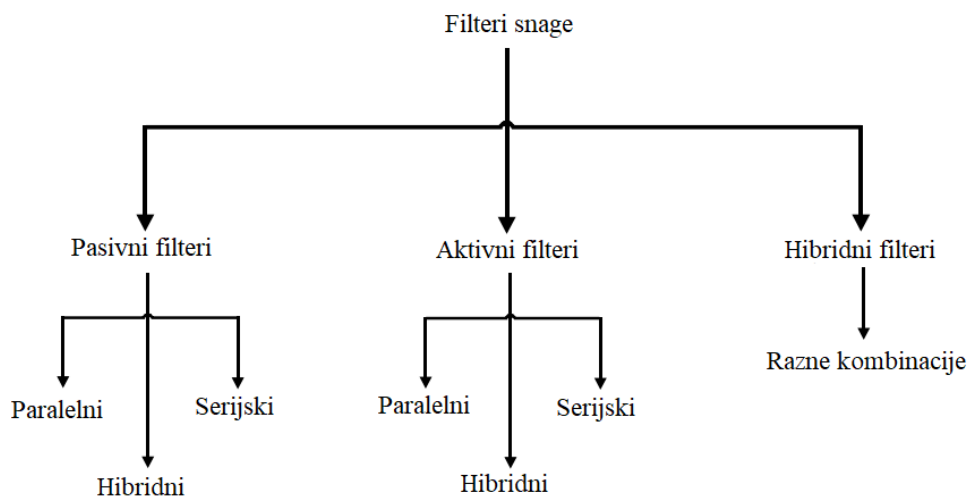 Filteri snage
Pasivni filteri
Aktivni filteri
Hibridni filteri
Razne kombinacije
Paralelni
Serijski
Paralelni
Serijski
Hibridni
Hibridni